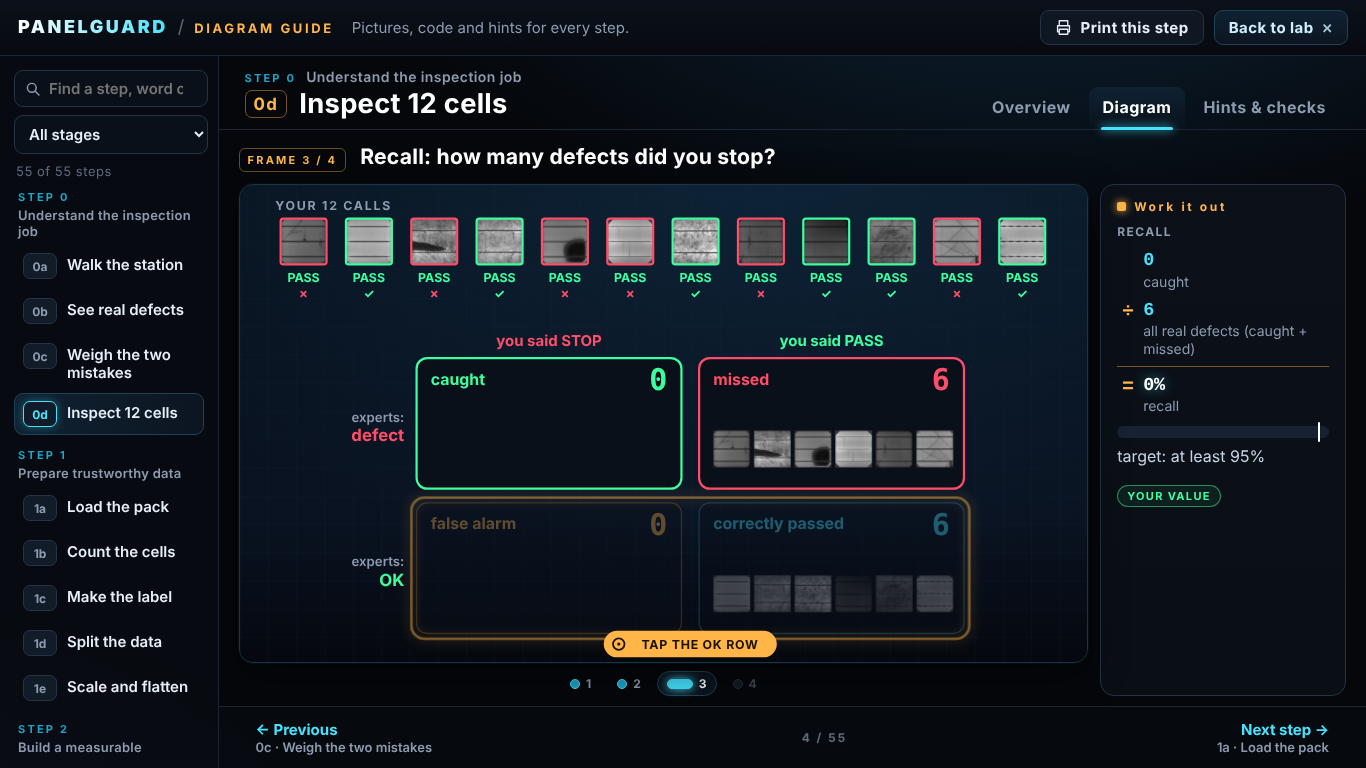 PANELGUARD / DIAGRAM GUIDE Pictures, code and hints for every step.
Print this step
Back to lab ×
Find a step, word c
All stages
55 of 55 steps
STEP 0
Understand the inspection
job
0a Walk the station
0b See real defects
0c Weigh the two
mistakes
0d Inspect 12 cells
STEP 1
Prepare trustworthy data
1a Load the pack
1b Count the cells
1c Make the label
1d Split the data
1e Scale and flatten
STEP 2
Build a measurable
STEP 0 Understand the inspection job
0d Inspect 12 cells
Overview
Diagram
Hints & checks
FRAME 3 / 4 Recall: how many defects did you stop?
YOUR 12 CALLS
PASS PASS PASS PASS PASS PASS PASS PASS PASS PASS PASS PASS
× ✓ × ✓ × × ✓ × ✓ ✓ × ✓
you said STOP you said PASS
caught 0
missed 6
experts:
defect
false alarm 0
correctly passed 6
experts:
OK
TAP THE OK ROW
1 2 3 4
Work it out
RECALL
0
caught
÷ 6
all real defects (caught +
missed)
= 0%
recall
target: at least 95%
YOUR VALUE
← Previous
0c · Weigh the two mistakes
4 / 55
Next step →
1a · Load the pack